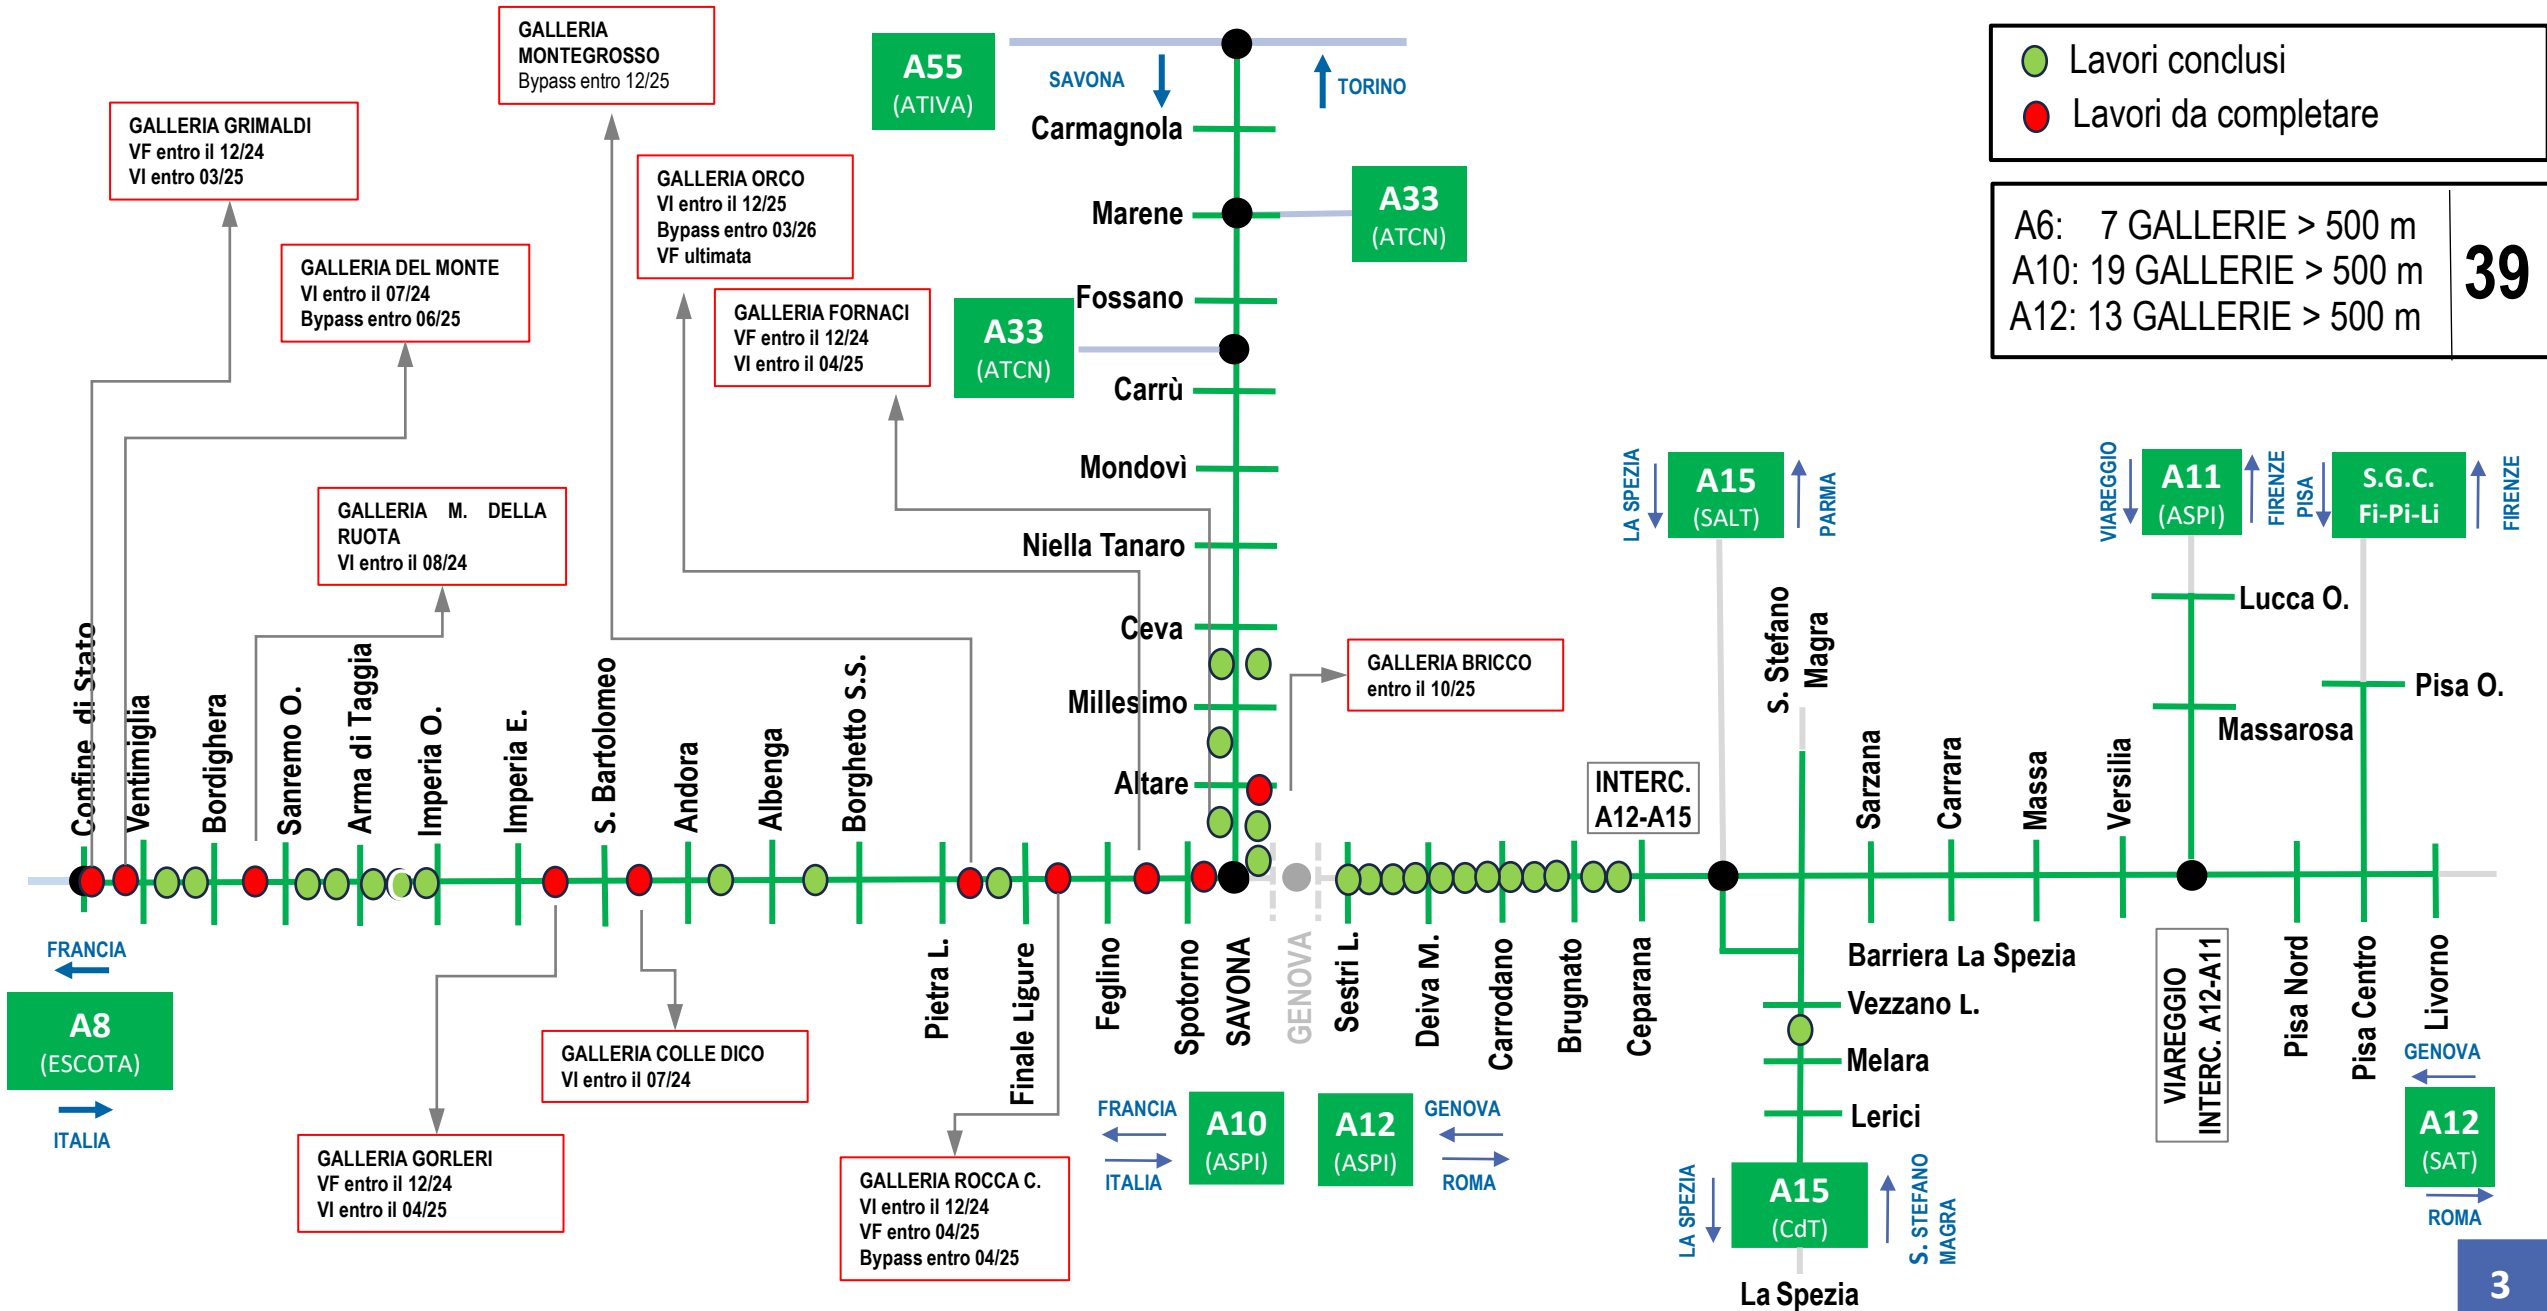 GALLERIA
MONTEGROSSO
Bypass entro 12/25
GALLERIA GRIMALDI
VF entro il 12/24
VI entro 03/25
GALLERIA DEL MONTE
VI entro il 07/24
Bypass entro 06/25
GALLERIA M. DELLA
RUOTA
VI entro il 08/24
GALLERIA ORCO
VI entro il 12/25
Bypass entro 03/26
VF ultimata
GALLERIA FORNACI
VF entro il 12/24
VI entro il 04/25
A55
(ATIVA)
SAVONA
TORINO
Carmagnola
Marene
A33
(ATCN)
Fossano
A33
(ATCN)
Carrù
Mondovì
Niella Tanaro
Ceva
Millesimo
Altare
GALLERIA BRICCO
entro il 10/25
Lavori conclusi
Lavori da completare
A6: 7 GALLERIE > 500 m
A10: 19 GALLERIE > 500 m
A12: 13 GALLERIE > 500 m
39
LA SPEZIA
A15
(SALT)
PARMA
VIAREGGIO
A11
(ASPI)
FIRENZE
PISA
S.G.C.
Fi-Pi-Li
FIRENZE
Lucca O.
Massarosa
Pisa O.
Confine di Stato
Ventimiglia
Bordighera
Sanremo O.
Arma di Taggia
Imperia O.
Imperia E.
S. Bartolomeo
Andora
Albenga
Borghetto S.S.
Pietra L.
Finale Ligure
Feglino
Spotorno
SAVONA
GENOVA
Sestri L.
Deiva M.
Carrodano
Brugnato
Ceparana
INTERC.
A12-A15
S. Stefano
Magra
Sarzana
Carrara
Massa
Versilia
Barriera La Spezia
Vezzano L.
Melara
Lerici
VIAREGGIO
INTERC. A12-A11
Pisa Nord
Pisa Centro
Livorno
FRANCIA
A8
(ESCOTA)
ITALIA
GALLERIA GORLERI
VF entro il 12/24
VI entro il 04/25
GALLERIA COLLE DICO
VI entro il 07/24
GALLERIA ROCCA C.
VI entro il 12/24
VF entro 04/25
Bypass entro 04/25
FRANCIA
ITALIA
A10
(ASPI)
A12
(ASPI)
GENOVA
ROMA
LA SPEZIA
A15
(CdT)
S. STEFANO
MAGRA
La Spezia
GENOVA
A12
(SAT)
ROMA
3